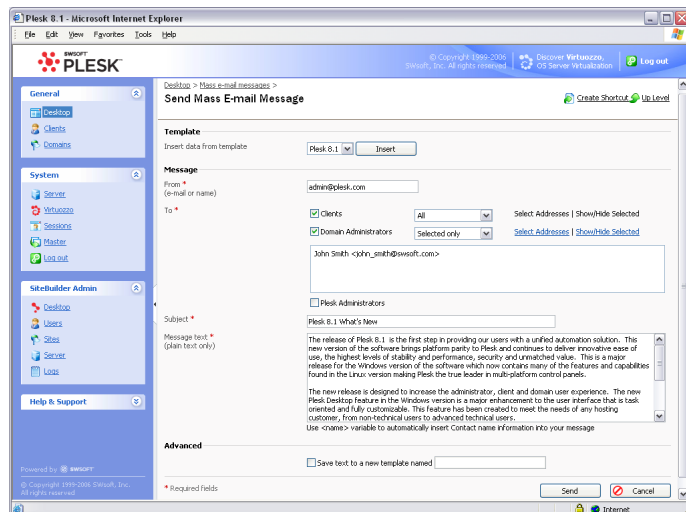 Plesk 8.1 - Microsoft Internet Explorer
File Edit View Favorites Tools Help
SWSOFT
PLESK
© Copyright 1999-2006
SWsoft, Inc. All rights reserved
Discover Virtuozzo,
OS Server Virtualization
Log out
General
Desktop
Clients
Domains
System
Server
Virtuozzo
Sessions
Master
Log out
SiteBuilder Admin
Desktop
Users
Sites
Server
Logs
Help & Support
Powered by SWSOFT
© Copyright 1999-2006 SWsoft, Inc.
All rights reserved
Desktop > Mass e-mail messages >
Send Mass E-mail Message
Create Shortcut Up Level
Template
Insert data from template
Plesk 8.1 Insert
Message
From *
(e-mail or name)
admin@plesk.com
To *
Clients All Select Addresses | Show/Hide Selected
Domain Administrators Selected only Select Addresses | Show/Hide Selected
John Smith <john_smith@swsoft.com>
Plesk Administrators
Subject *
Plesk 8.1 What's New
Message text *
(plain text only)
The release of Plesk 8.1 is the first step in providing our users with a unified automation solution. This
new version of the software brings platform parity to Plesk and continues to deliver innovative ease of
use, the highest levels of stability and performance, security and unmatched value. This is a major
release for the Windows version of the software which now contains many of the features and capabilities
found in the Linux version making Plesk the true leader in multi-platform control panels.
The new release is designed to increase the administrator, client and domain user experience. The new
Plesk Desktop feature in the Windows version is a major enhancement to the user interface that is task
oriented and fully customizable. This feature has been created to meet the needs of any hosting
customer, from non-technical users to advanced technical users.
Use <name> variable to automatically insert Contact name information into your message
Advanced
Save text to a new template named
* Required fields
Send Cancel
Internet